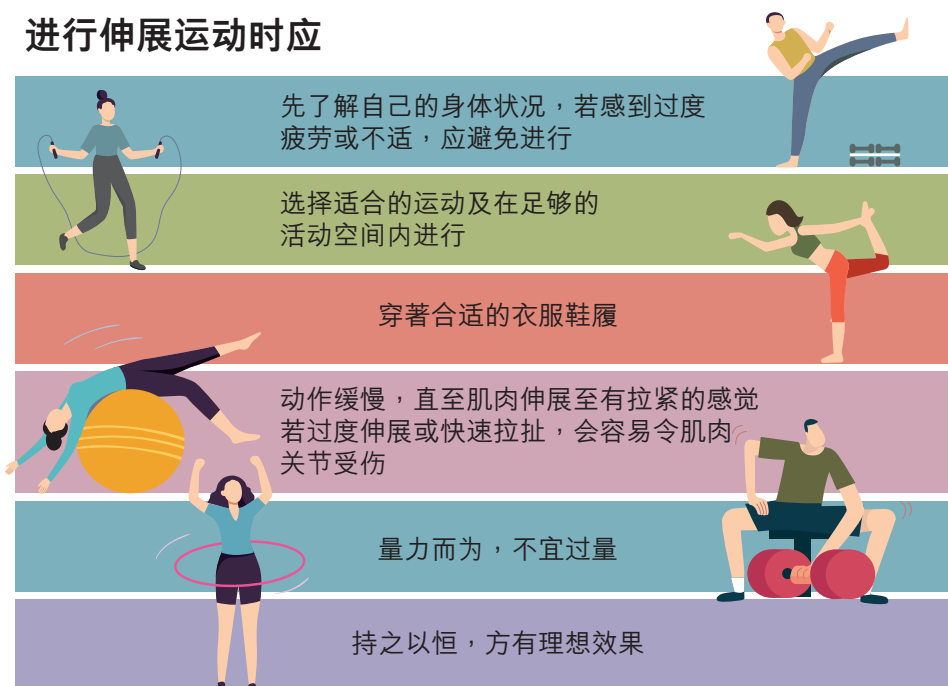 进行伸展运动时应
先了解自己的身体状况，若感到过度
疲劳或不适，应避免进行
选择适合的运动及在足够的
活动空间内进行
穿著合适的衣服鞋履
动作缓慢，直至肌肉伸展至有拉紧的感觉
若过度伸展或快速拉扯，会容易令肌肉
关节受伤
量力而为，不宜过量
持之以恒，方有理想效果